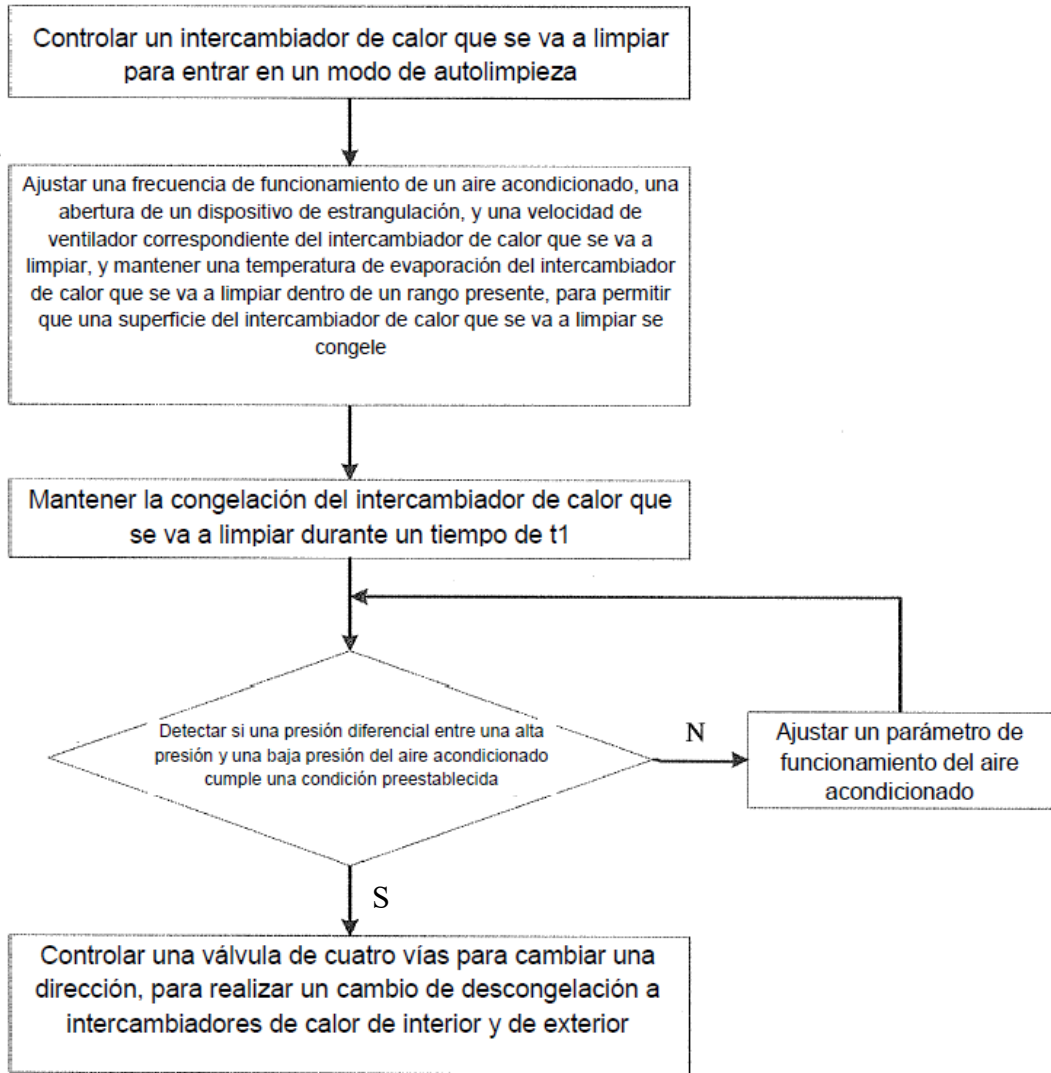 Controlar un intercambiador de calor que se va a limpiar
para entrar en un modo de autolimpieza
Ajustar una frecuencia de funcionamiento de un aire acondicionado, una
abertura de un dispositivo de estrangulación, y una velocidad de
ventilador correspondiente del intercambiador de calor que se va a
limpiar, y mantener una temperatura de evaporación del intercambiador
de calor que se va a limpiar dentro de un rango presente, para permitir
que una superficie del intercambiador de calor que se va a limpiar se
congele
Mantener la congelación del intercambiador de calor que
se va a limpiar durante un tiempo de t1
Detectar si una presión diferencial entre una alta
presión y una baja presión del aire acondicionado
cumple una condición preestablecida
N
Ajustar un parámetro de
funcionamiento del aire
acondicionado
S
Controlar una válvula de cuatro vías para cambiar una
dirección, para realizar un cambio de descongelación a
intercambiadores de calor de interior y de exterior